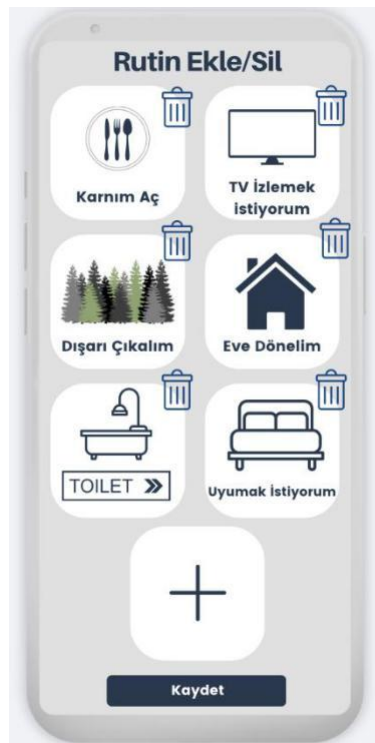 Rutin Ekle/Sil
Karnım Aç
TV İzlemek
istiyorum
Dışarı Çıkalım
Eve Dönelim
TOILET
Uyumak İstiyorum
Kaydet